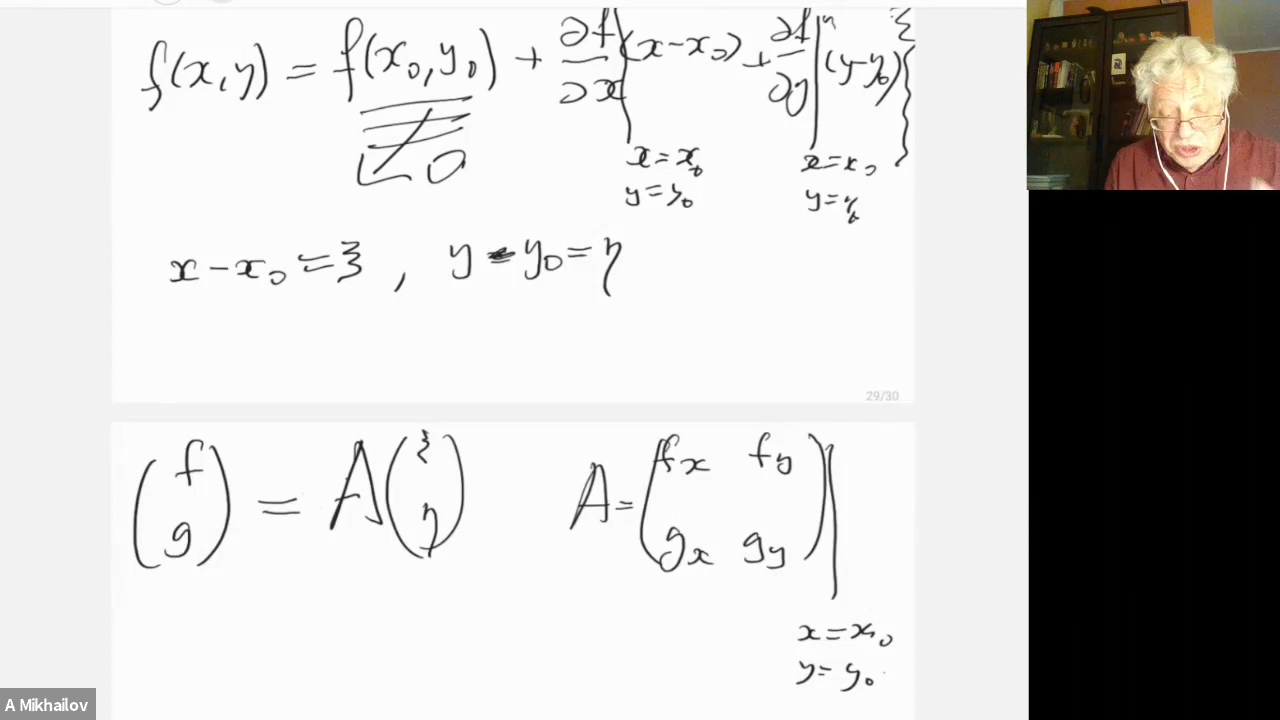 f(x,y) = f(x₀,y₀) + ∂f/∂x| (x-x₀) + ∂f/∂y| (y-y₀)
x=x₀ x=x₀
y=y₀ y=y₀
x-x₀=ξ, y-y₀=η
29/30
(f g) = A(ξ η) A=(fx fy gx gy)|
x=x₀
y=y₀
A Mikhailov